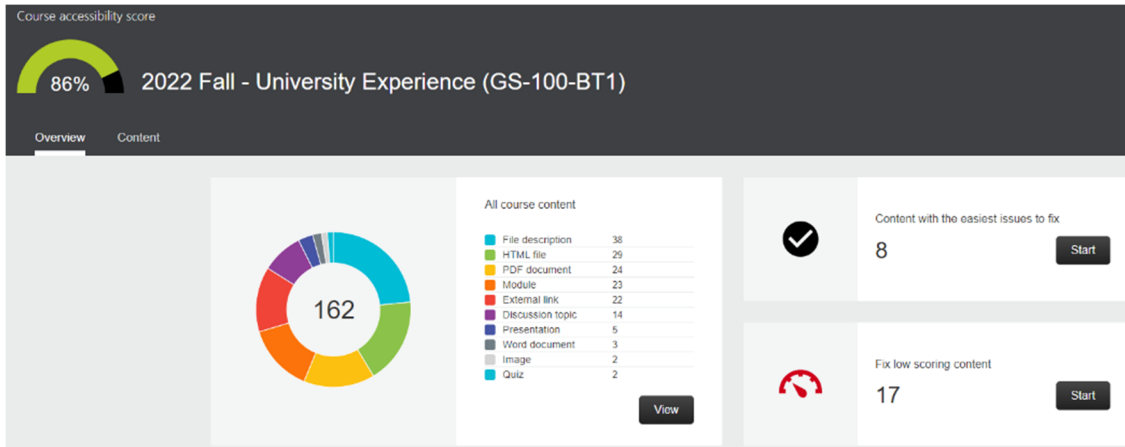 Course accessibility score
86%
2022 Fall - University Experience (GS-100-BT1)
Overview Content
162
All course content
File description 38
HTML file 29
PDF document 24
Module 23
External link 22
Discussion topic 14
Presentation 5
Word document 3
Image 2
Quiz 2
View
Content with the easiest issues to fix
8
Start
Fix low scoring content
17
Start